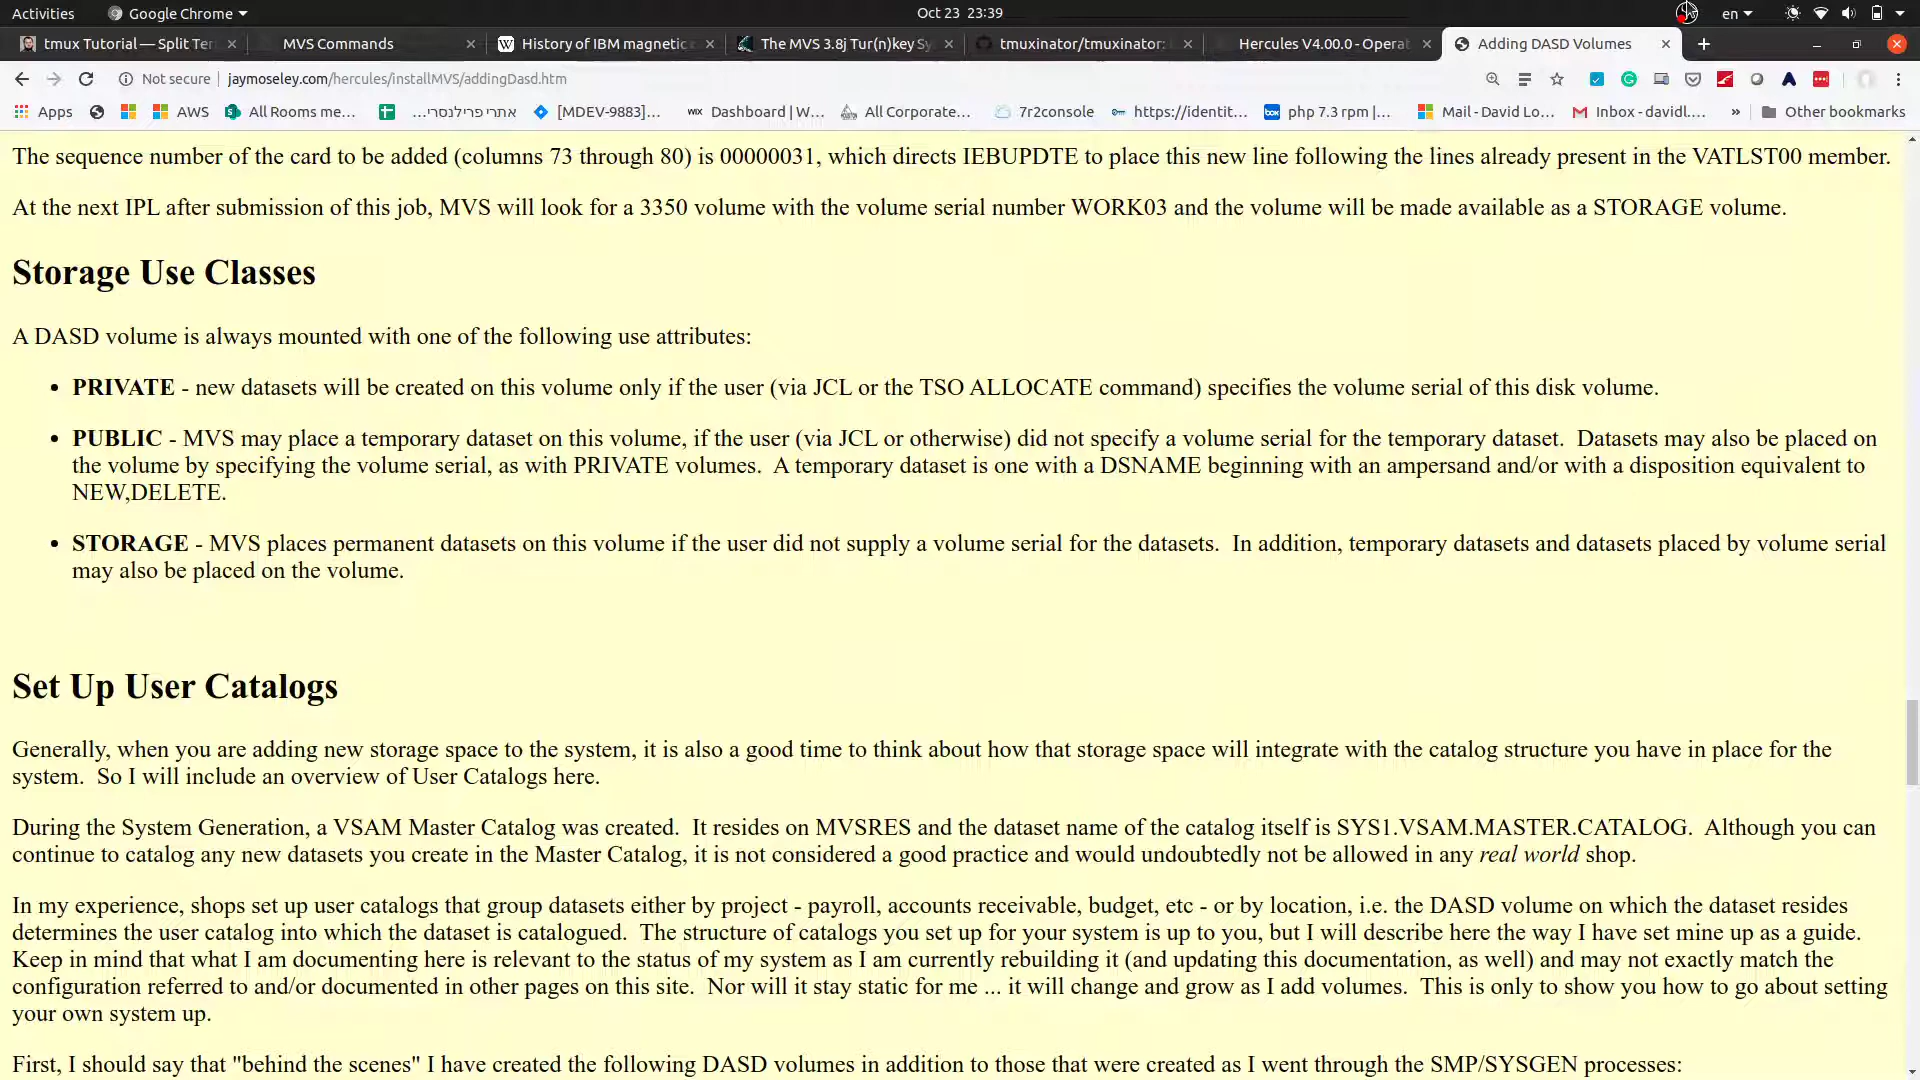 Activities Google Chrome Oct 23 23:39 en
tmux Tutorial — Split Ter MVS Commands History of IBM magnetic The MVS 3.8j Tur(n)key Sy tmuxinator/tmuxinator: Hercules V4.00.0 - Operat Adding DASD Volumes
Not secure jaymoseley.com/hercules/installMVS/addingDasd.htm
Apps AWS All Rooms me... אתרי פרילנסרי... [MDEV-9883]... WiX Dashboard | W... All Corporate... 7r2console https://identit... box php 7.3 rpm |... Mail - David Lo... Inbox - davidl.... » Other bookmarks
The sequence number of the card to be added (columns 73 through 80) is 00000031, which directs IEBUPDTE to place this new line following the lines already present in the VATLST00 member.
At the next IPL after submission of this job, MVS will look for a 3350 volume with the volume serial number WORK03 and the volume will be made available as a STORAGE volume.
Storage Use Classes
A DASD volume is always mounted with one of the following use attributes:
• PRIVATE - new datasets will be created on this volume only if the user (via JCL or the TSO ALLOCATE command) specifies the volume serial of this disk volume.
• PUBLIC - MVS may place a temporary dataset on this volume, if the user (via JCL or otherwise) did not specify a volume serial for the temporary dataset. Datasets may also be placed on
the volume by specifying the volume serial, as with PRIVATE volumes. A temporary dataset is one with a DSNAME beginning with an ampersand and/or with a disposition equivalent to
NEW,DELETE.
• STORAGE - MVS places permanent datasets on this volume if the user did not supply a volume serial for the datasets. In addition, temporary datasets and datasets placed by volume serial
may also be placed on the volume.
Set Up User Catalogs
Generally, when you are adding new storage space to the system, it is also a good time to think about how that storage space will integrate with the catalog structure you have in place for the
system. So I will include an overview of User Catalogs here.
During the System Generation, a VSAM Master Catalog was created. It resides on MVSRES and the dataset name of the catalog itself is SYS1.VSAM.MASTER.CATALOG. Although you can
continue to catalog any new datasets you create in the Master Catalog, it is not considered a good practice and would undoubtedly not be allowed in any real world shop.
In my experience, shops set up user catalogs that group datasets either by project - payroll, accounts receivable, budget, etc - or by location, i.e. the DASD volume on which the dataset resides
determines the user catalog into which the dataset is catalogued. The structure of catalogs you set up for your system is up to you, but I will describe here the way I have set mine up as a guide.
Keep in mind that what I am documenting here is relevant to the status of my system as I am currently rebuilding it (and updating this documentation, as well) and may not exactly match the
configuration referred to and/or documented in other pages on this site. Nor will it stay static for me ... it will change and grow as I add volumes. This is only to show you how to go about setting
your own system up.
First, I should say that "behind the scenes" I have created the following DASD volumes in addition to those that were created as I went through the SMP/SYSGEN processes: